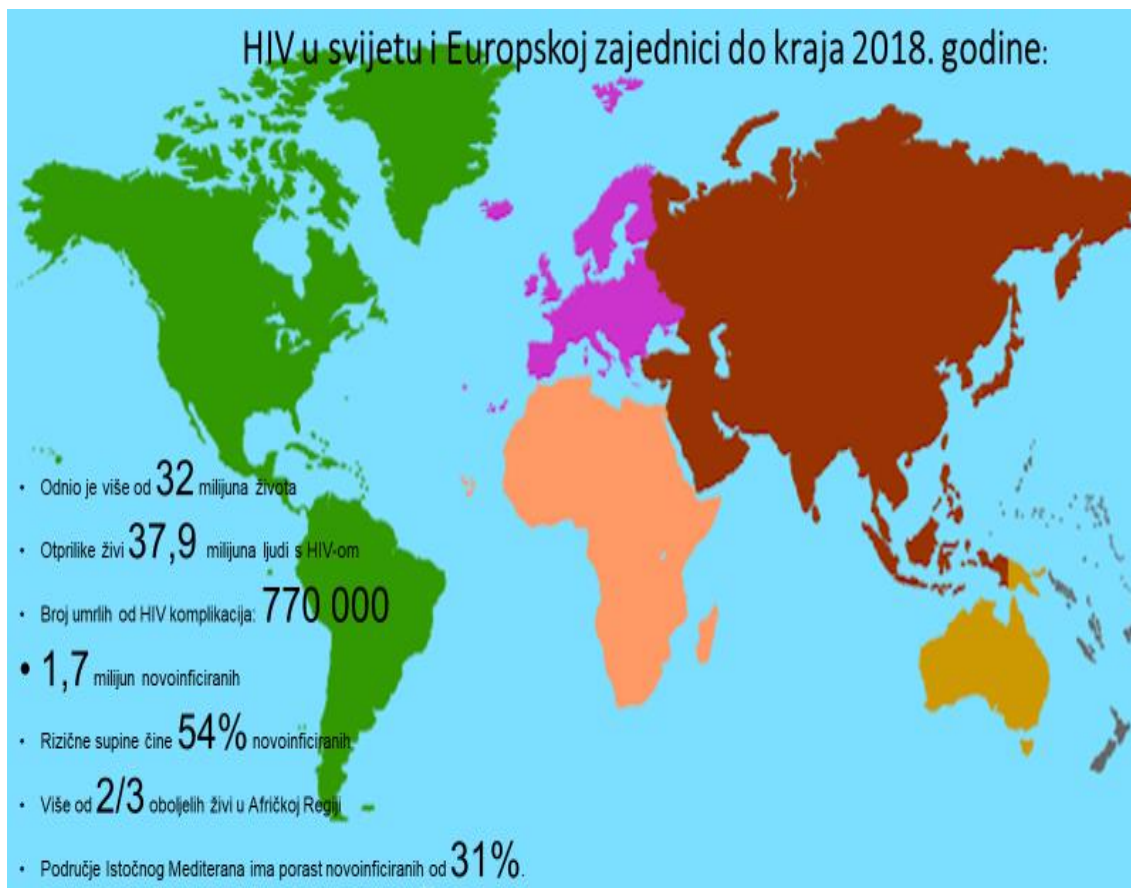 HIV u svijetu i Europskoj zajednici do kraja 2018. godine:
• Odnio je više od 32 milijuna života
• Otprilike živi 37,9 milijuna ljudi s HIV-om
• Broj umrlih od HIV komplikacija: 770 000
• 1,7 milijun novoinficiranih
• Rizične supine čine 54% novoinficiranih
• Više od 2/3 oboljelih živi u Afričkoj Regiji
• Područje Istočnog Mediterana ima porast novoinficiranih od 31%.